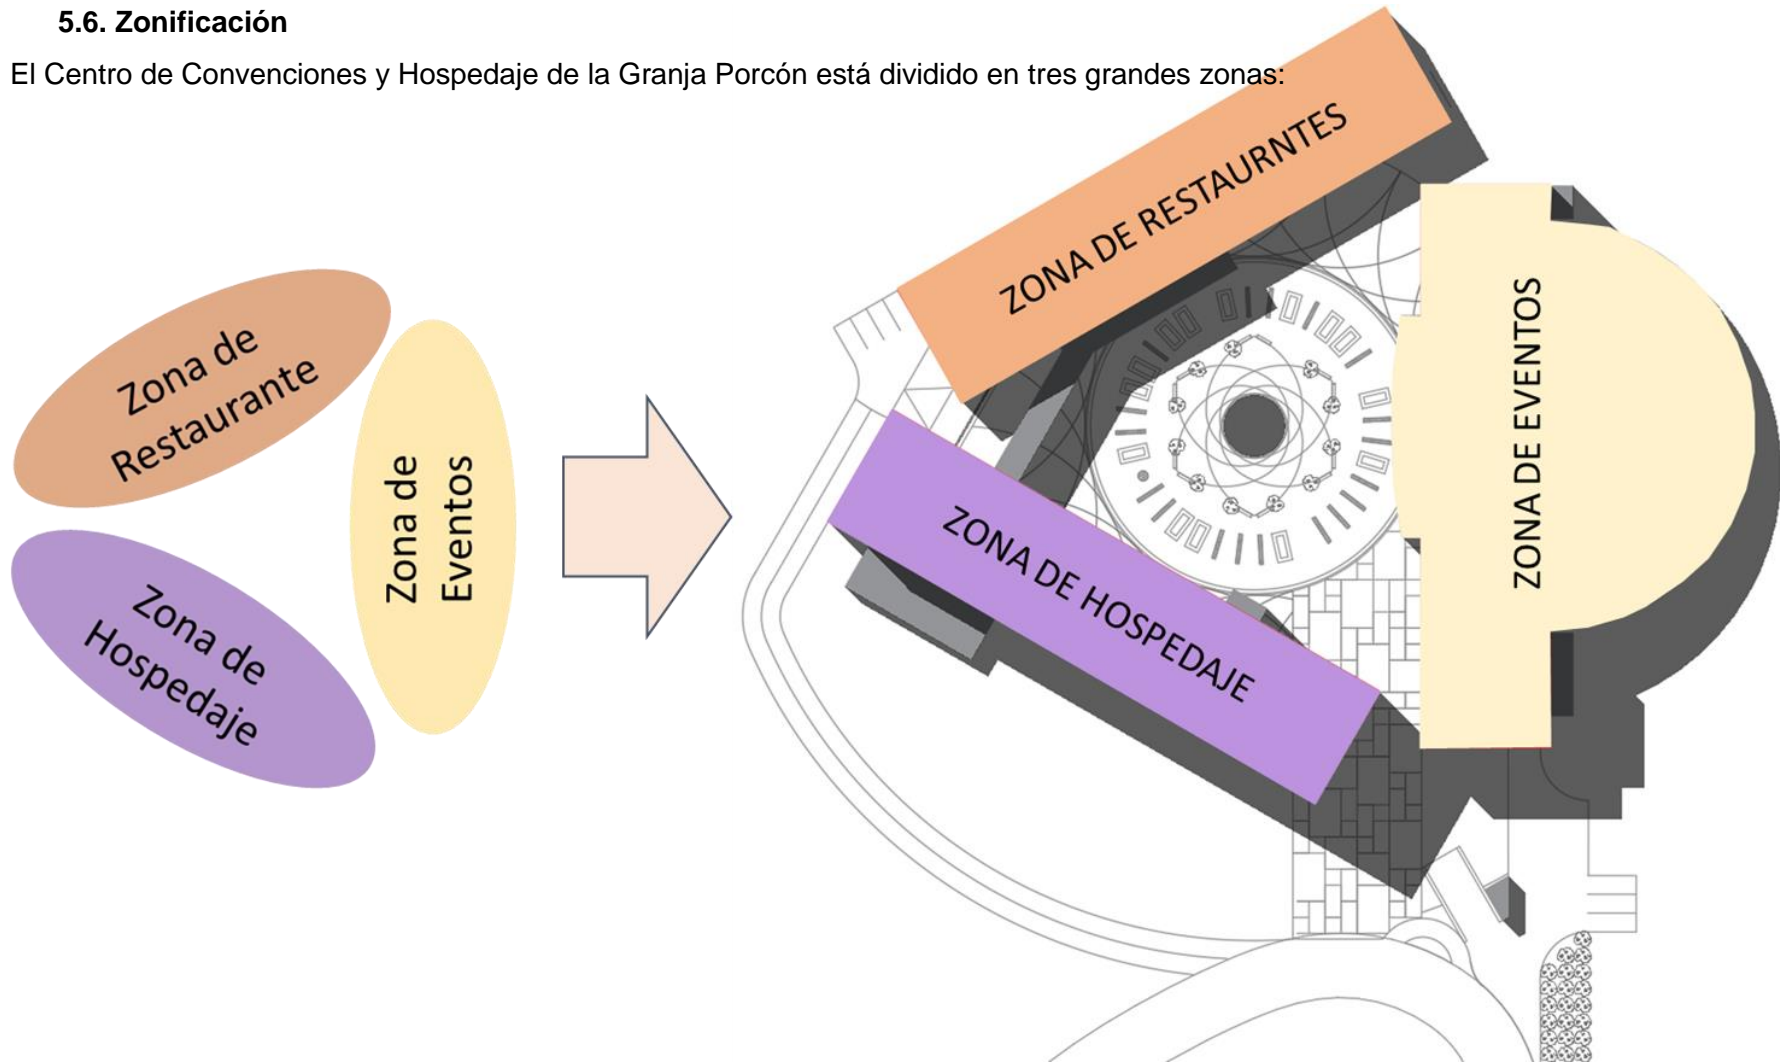 5.6. Zonificación
El Centro de Convenciones y Hospedaje de la Granja Porcón está dividido en tres grandes zonas:
Zona de
Restaurante
Zona de
Eventos
Zona de
Hospedaje
ZONA DE RESTAURNTES
ZONA DE EVENTOS
ZONA DE HOSPEDAJE